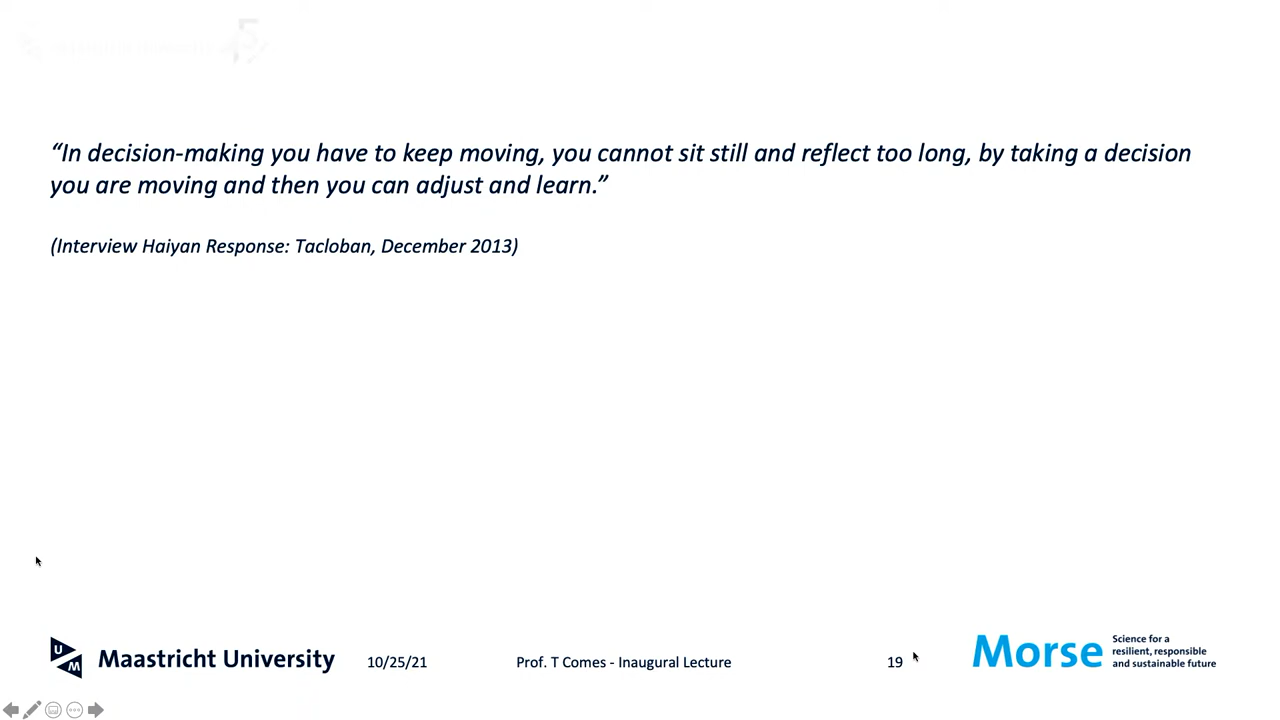 “In decision-making you have to keep moving, you cannot sit still and reflect too long, by taking a decision
you are moving and then you can adjust and learn.”
(Interview Haiyan Response: Tacloban, December 2013)
UM
Maastricht University
10/25/21
Prof. T Comes - Inaugural Lecture
19
Morse
Science for a
resilient, responsible
and sustainable future